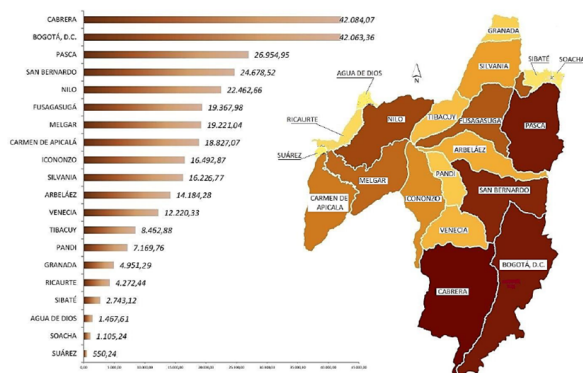 CABRERA 42.084,07
BOGOTÁ, D.C. 42.063,36
PASCA 26.954,95
SAN BERNARDO 24.678,52
NILO 22.462,66
FUSAGASUGÁ 19.367,98
MELGAR 19.221,04
CARMEN DE APICALÁ 18.827,07
ICONONZO 16.492,87
SILVANIA 16.226,77
ARBELÁEZ 14.184,28
VENECIA 12.220,33
TIBACUY 8.462,88
PANDI 7.169,76
GRANADA 4.951,29
RICAURTE 4.272,44
SIBATÉ 2.743,12
AGUA DE DIOS 1.467,61
SOACHA 1.105,24
SUÁREZ 550,24
GRANADA
SIBATÉ
SOACHA
SILVANIA
AGUA DE DIOS
N
RICAURTE
NILO
TIBACUY
FUSAGASUGA
PASCA
SUÁREZ
ARBELÁEZ
MELGAR
PANDI
SAN BERNARDO
CARMEN DE
APICALA
CONONZO
VENECIA
BOGOTÁ, D.C.
CABRERA